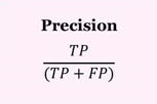 Precision
TP
(TP + FP)